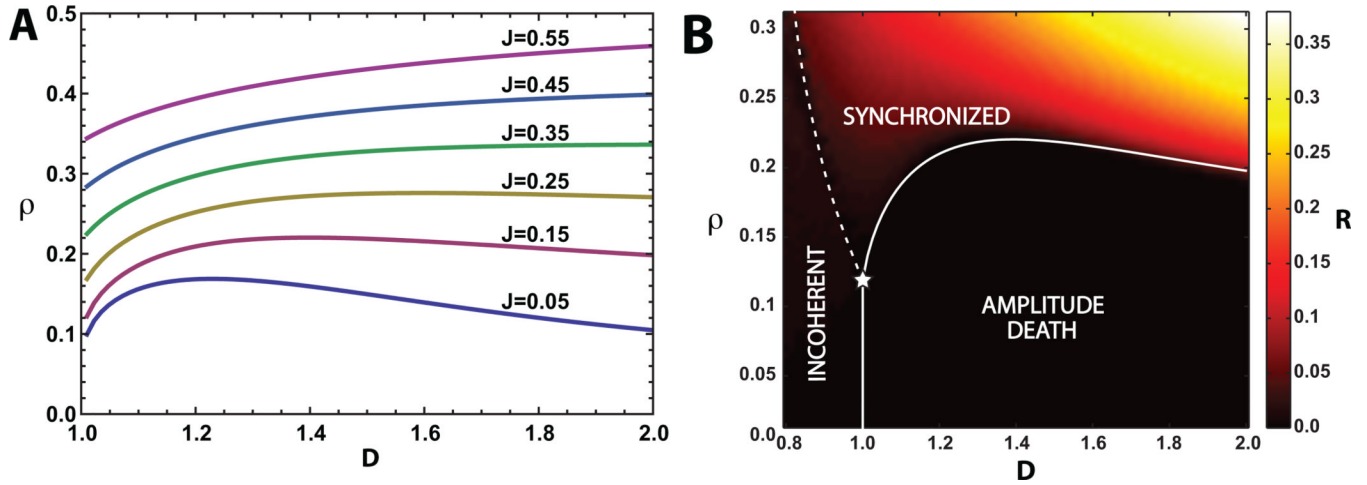 A
0.5
0.4
0.3
0.2
0.1
0.0
ρ
J=0.55
J=0.45
J=0.35
J=0.25
J=0.15
J=0.05
1.0 1.2 1.4 1.6 1.8 2.0
D
B
0.3
0.25
0.2
0.15
0.1
0.05
0.0
ρ
SYNCHRONIZED
INCOHERENT
AMPLITUDE
DEATH
0.8 1.0 1.2 1.4 1.6 1.8 2.0
D
0.35
0.3
0.25
0.2
0.15
0.1
0.05
0.0
R